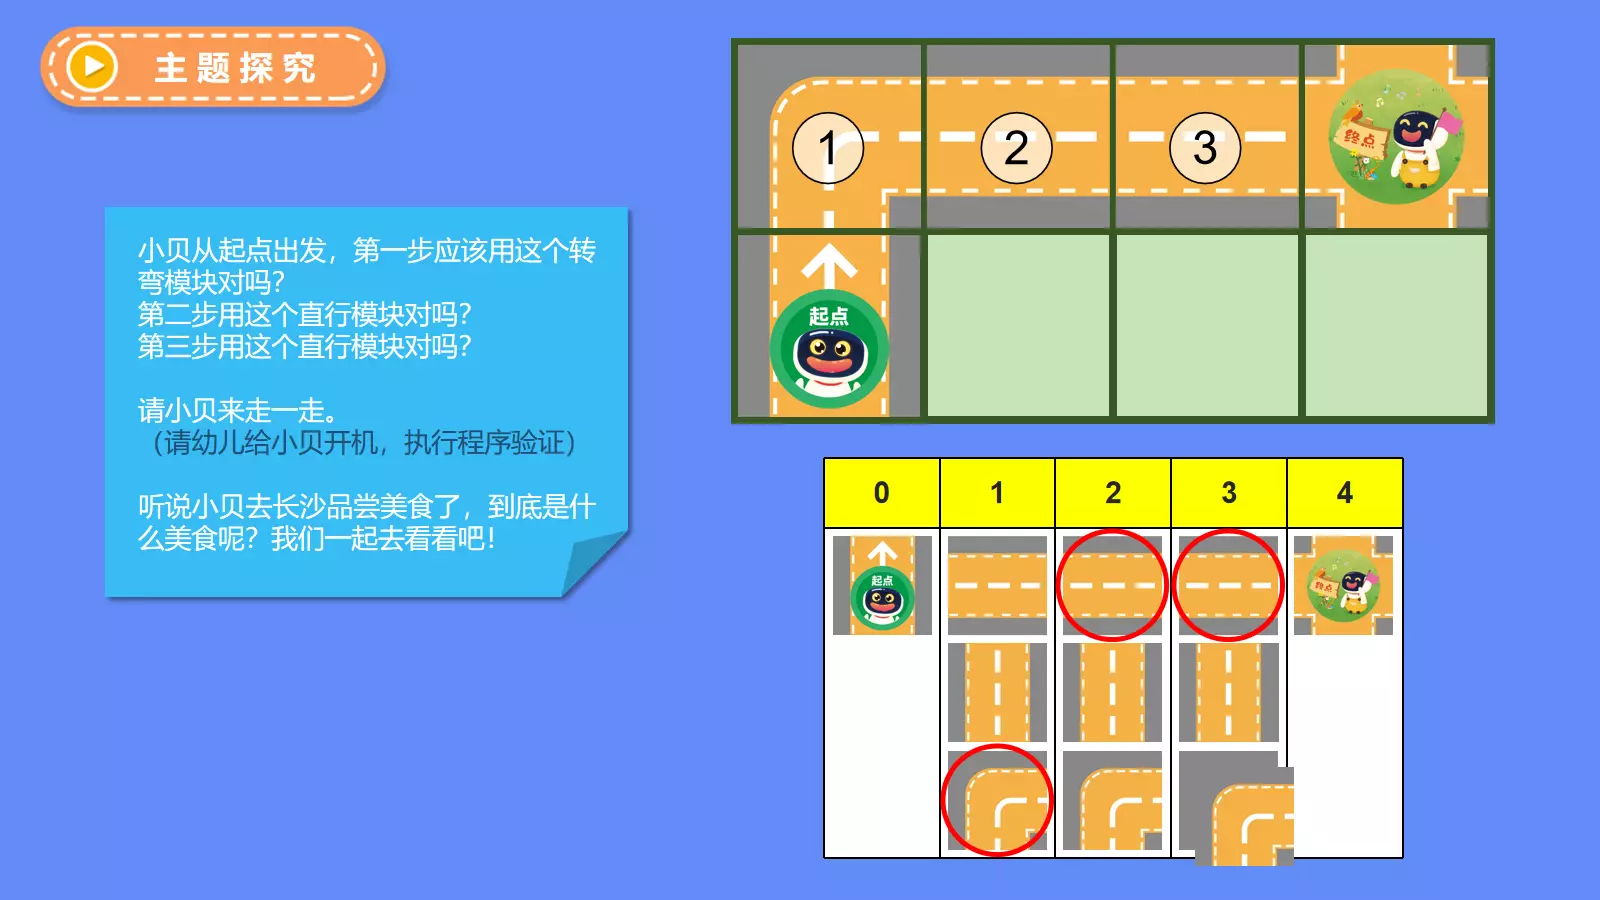 主题探究
小贝从起点出发，第一步应该用这个转
弯模块对吗？
第二步用这个直行模块对吗？
第三步用这个直行模块对吗？
请小贝来走一走。
（请幼儿给小贝开机，执行程序验证）
听说小贝去长沙品尝美食了，到底是什
么美食呢？我们一起去看看吧！
1 2 3 终点
起点
0 1 2 3 4
起点 终点